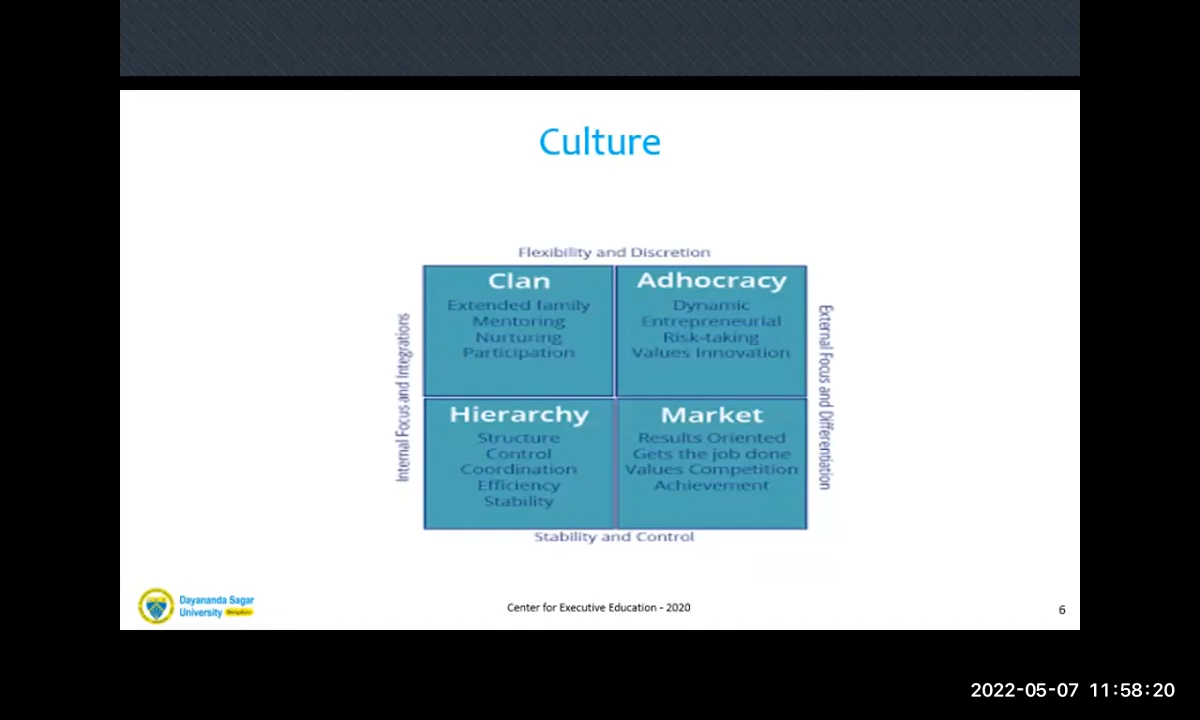 Culture
Flexibility and Discretion
Internal Focus and Integrations
Clan
Extended family
Mentoring
Nurturing
Participation
Adhocracy
Dynamic
Entrepreneurial
Risk-taking
Values Innovation
External Focus and Differentiation
Hierarchy
Structure
Control
Coordination
Efficiency
Stability
Market
Results Oriented
Gets the job done
Values Competition
Achievement
Stability and Control
Dayananda Sagar
University Bengaluru
Center for Executive Education - 2020
6
2022-05-07 11:58:20